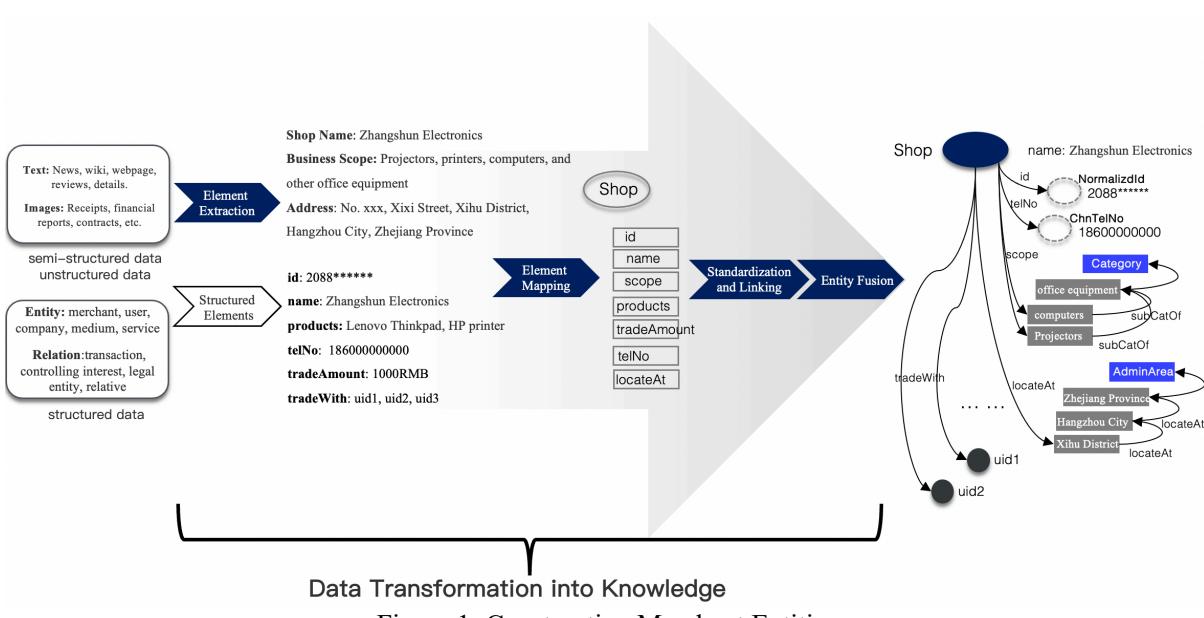 Text: News, wiki, webpage,
reviews, details.
Images: Receipts, financial
reports, contracts, etc.
semi-structured data
unstructured data
Entity: merchant, user,
company, medium, service
Relation:transaction,
controlling interest, legal
entity, relative
structured data
Element
Extraction
Structured
Elements
Shop Name: Zhangshun Electronics
Business Scope: Projectors, printers, computers, and
other office equipment
Address: No. xxx, Xixi Street, Xihu District,
Hangzhou City, Zhejiang Province
id: 2088******
name: Zhangshun Electronics
products: Lenovo Thinkpad, HP printer
telNo: 186000000000
tradeAmount: 1000RMB
tradeWith: uid1, uid2, uid3
Element
Mapping
Shop
id
name
scope
products
tradeAmount
telNo
locateAt
Standardization
and Linking
Entity Fusion
Shop
name: Zhangshun Electronics
id
NormalizdId
2088******
telNo
ChnTelNo
18600000000
scope
Category
office equipment
computers
subCatOf
Projectors
subCatOf
tradeWith
locateAt
AdminArea
Zhejiang Province
... ...
Hangzhou City
locateAt
Xihu District
locateAt
uid1
uid2
Data Transformation into Knowledge